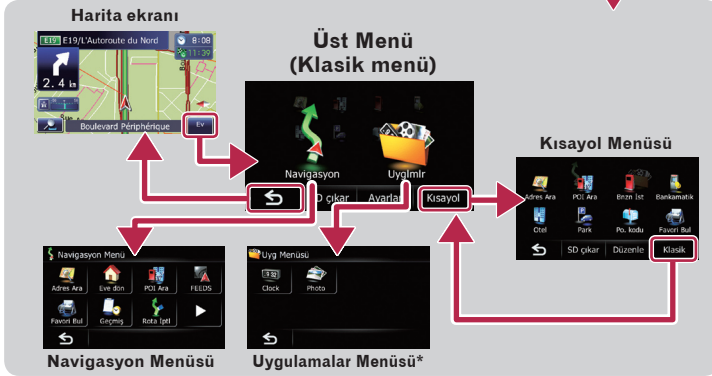 Harita ekranı
E19 E19/L'Autoroute du Nord
8:08
11:39
2.4 km
Boulevard Périphérique
Ev
Üst Menü
(Klasik menü)
Navigasyon
Uyglmlr
D çıkar
Ayarlar
Kısayol
Kısayol Menüsü
Adres Ara
POI Ara
Bnzn İst
Bankamatik
Otel
Park
Po. kodu
Favori Bul
SD çıkar
Düzenle
Klasik
Navigasyon Menü
Adres Ara
Eve dön
POI Ara
FEEDS
Favori Bul
Geçmiş
Rota İptl
Navigasyon Menüsü
Uyg Menüsü
Clock
Photo
Uygulamalar Menüsü*